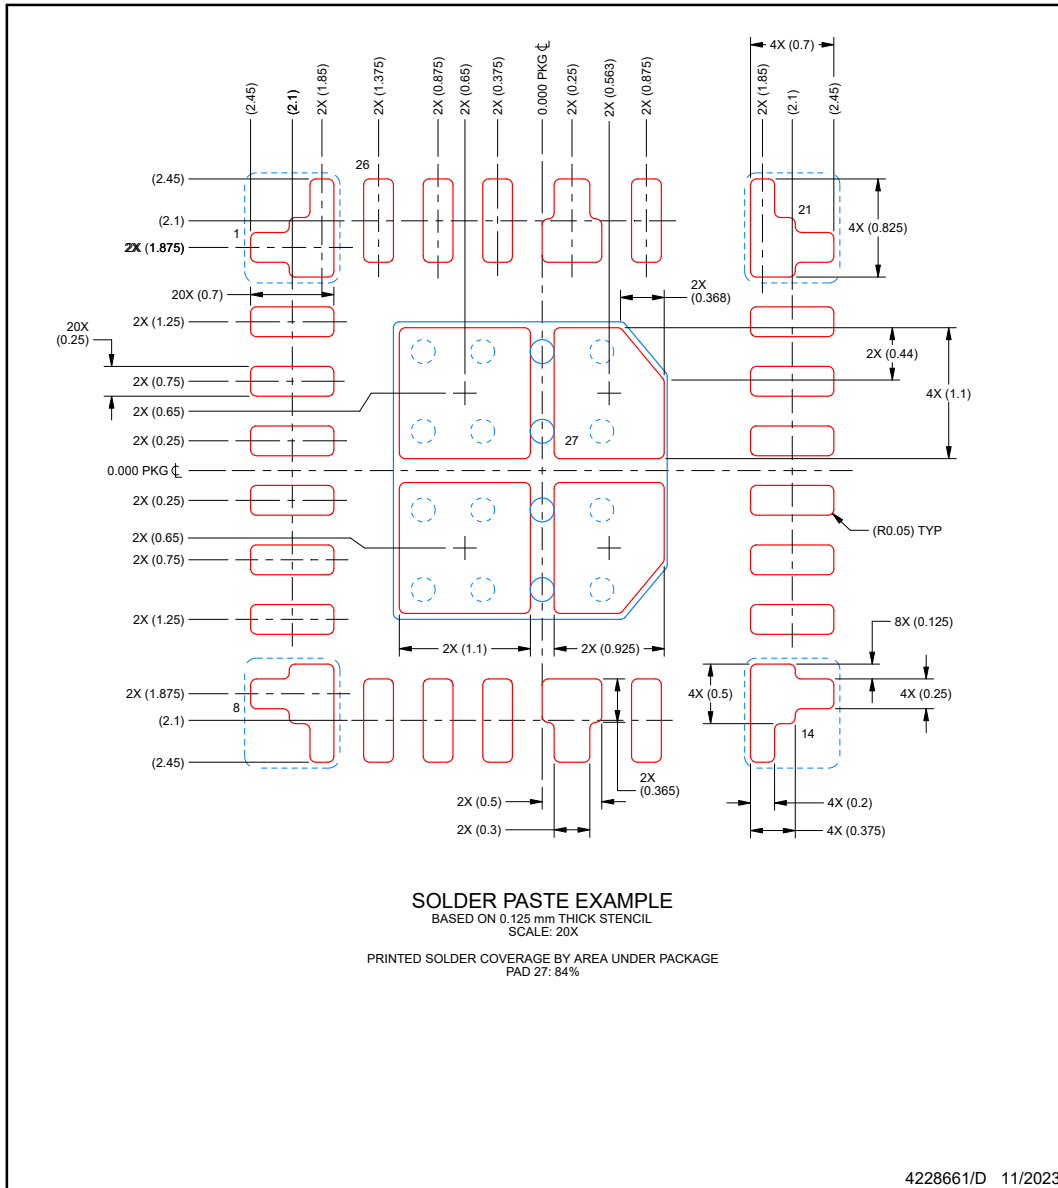 4X (0.7)
(2.45)
(2.1)
2X (1.85)
2X (1.375)
2X (0.875)
2X (0.65)
2X (0.375)
0.000 PKG ℄
2X (0.25)
2X (0.563)
2X (0.875)
2X (1.85)
(2.1)
(2.45)
26
(2.45)
21
(2.1)
1
4X (0.825)
2X (1.875)
20X (0.7)
2X
(0.368)
2X (1.25)
20X
(0.25)
2X (0.44)
2X (0.75)
4X (1.1)
2X (0.65)
2X (0.25)
27
0.000 PKG ℄
2X (0.25)
(R0.05) TYP
2X (0.65)
2X (0.75)
2X (1.25)
8X (0.125)
2X (1.1)
2X (0.925)
2X (1.875)
4X (0.5)
4X (0.25)
8
(2.1)
14
(2.45)
2X
(0.365)
2X (0.5)
4X (0.2)
2X (0.3)
4X (0.375)
SOLDER PASTE EXAMPLE
BASED ON 0.125 mm THICK STENCIL
SCALE: 20X
PRINTED SOLDER COVERAGE BY AREA UNDER PACKAGE
PAD 27: 84%
4228661/D 11/2023